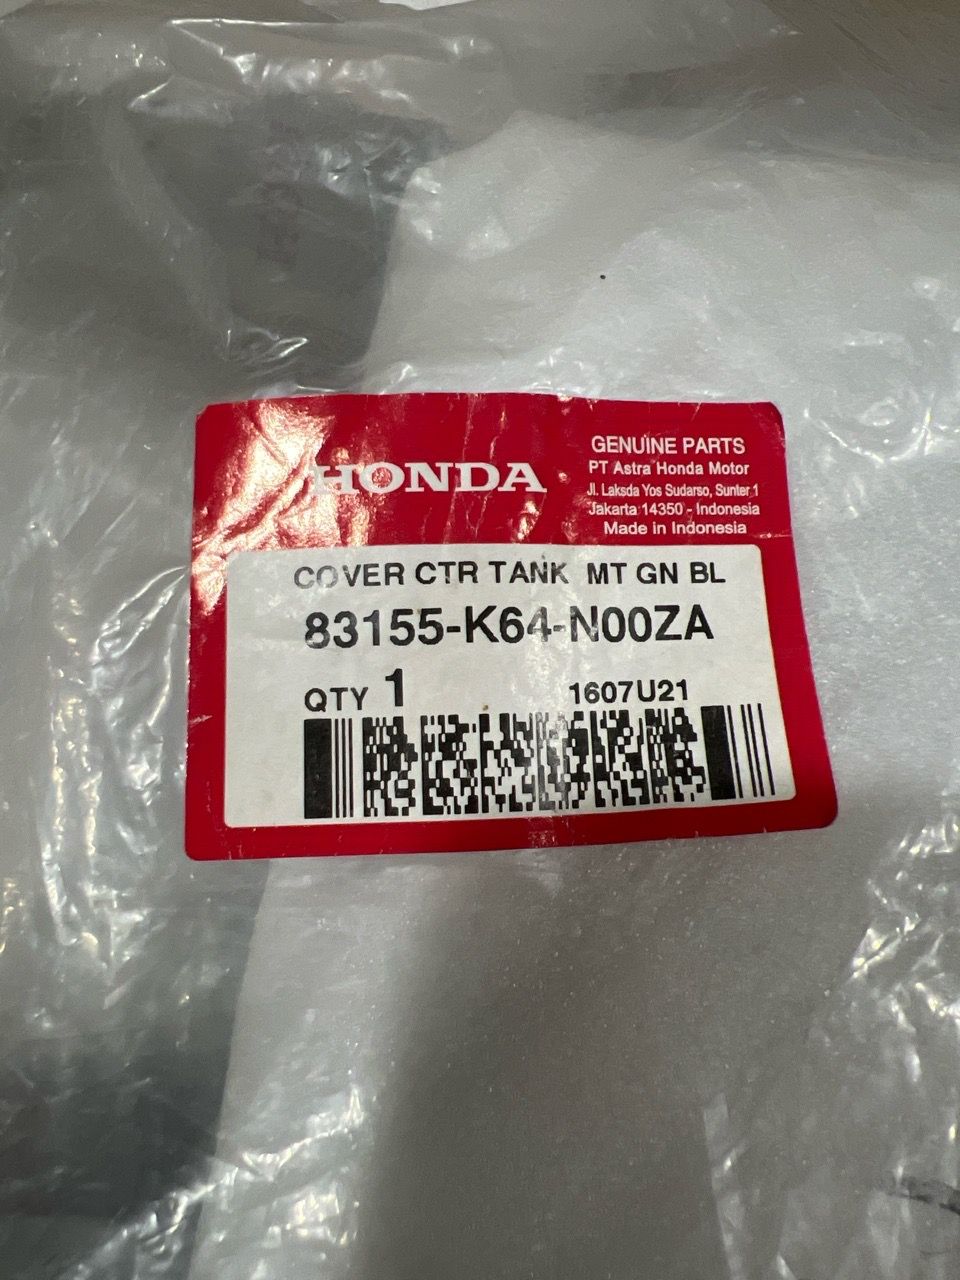 HONDA
GENUINE PARTS
PT Astra Honda Motor
Jl. Laksda Yos Sudarso, Sunter 1
Jakarta 14350 - Indonesia
Made in Indonesia
COVER CTR TANK MT GN BL
83155-K64-N00ZA
QTY 1 1607U21